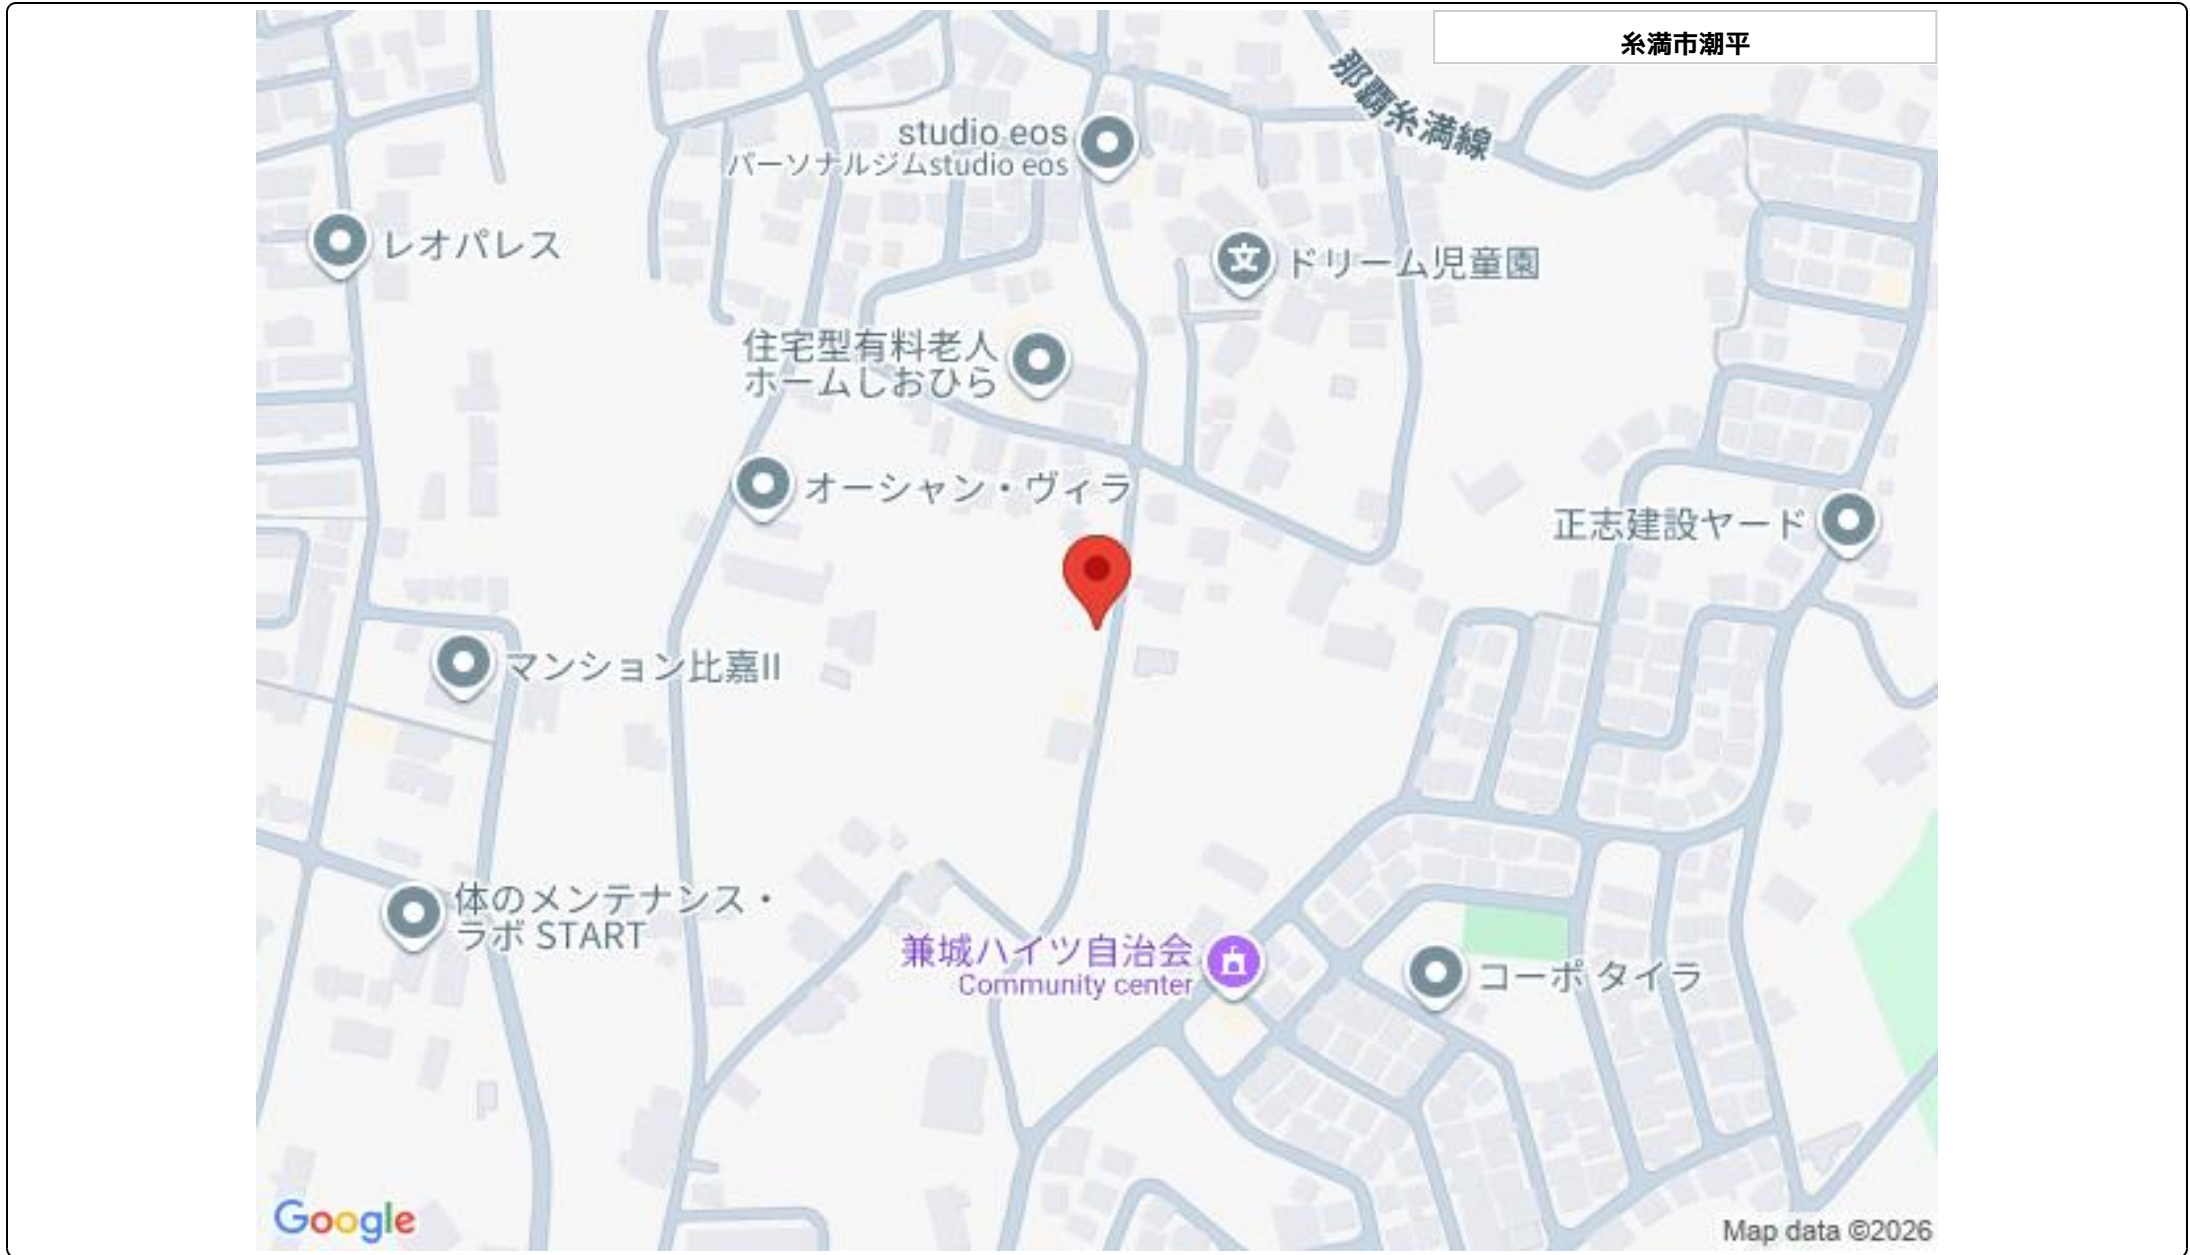 糸満市潮平
那覇糸満線
studio eos
パーソナルジムstudio eos
レオパレス
ドリーム児童園
住宅型有料老人
ホームしおひら
オーシャン・ヴィラ
正志建設ヤード
マンション比嘉II
体のメンテナンス・
ラボ START
兼城ハイツ自治会
Community center
コーポ タイラ
Google
Map data ©2026